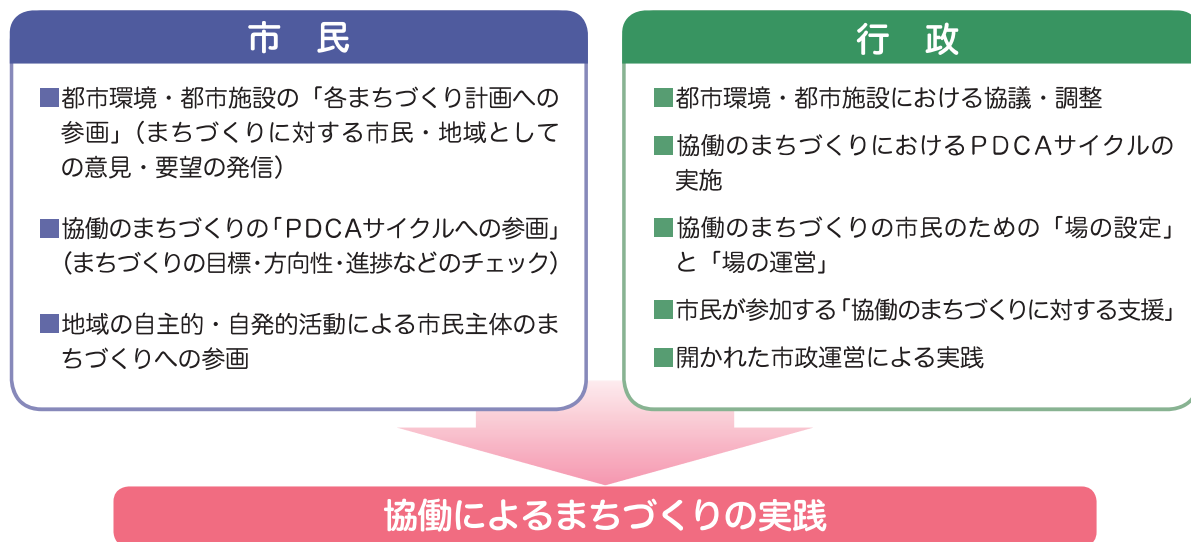 市　民
■都市環境・都市施設の「各まちづくり計画への
参画」（まちづくりに対する市民・地域として
の意見・要望の発信）
■協働のまちづくりの「ＰＤＣＡサイクルへの参画」
（まちづくりの目標・方向性・進捗などのチェック）
■地域の自主的・自発的活動による市民主体のま
ちづくりへの参画
行　政
■都市環境・都市施設における協議・調整
■協働のまちづくりにおけるＰＤＣＡサイクルの
実施
■協働のまちづくりの市民のための「場の設定」
と「場の運営」
■市民が参加する「協働のまちづくりに対する支援」
■開かれた市政運営による実践
協働によるまちづくりの実践